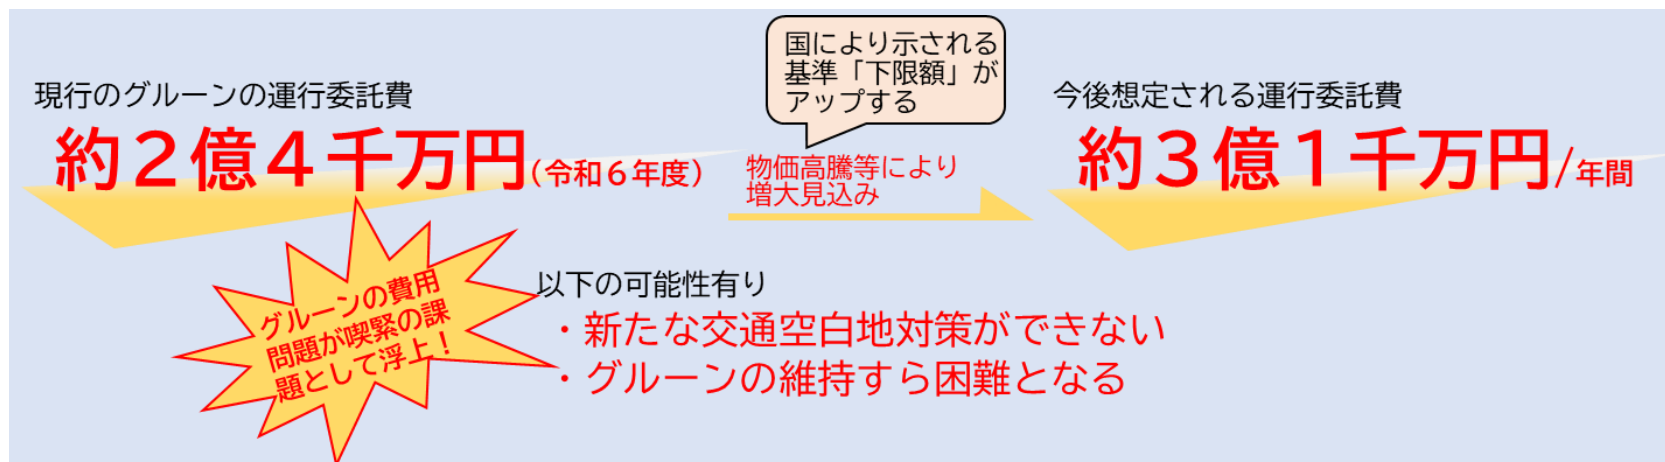 現行のグルーンの運行委託費
約２億４千万円(令和６年度)
国により示される
基準「下限額」が
アップする
物価高騰等により
増大見込み
今後想定される運行委託費
約３億１千万円/年間
グルーンの費用
問題が喫緊の課
題として浮上！
以下の可能性有り
・新たな交通空白地対策ができない
・グルーンの維持すら困難となる